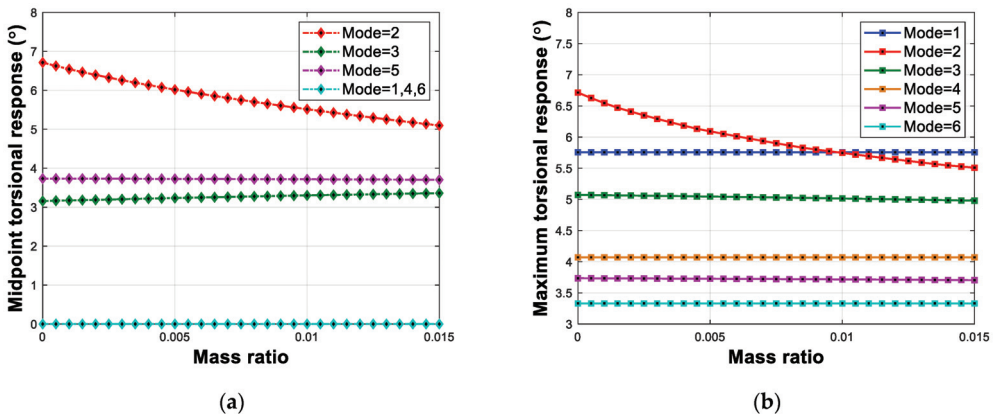 8
7
6
5
4
3
2
1
0
Midpoint torsional response (°)
Mode=2
Mode=3
Mode=5
Mode=1,4,6
0
0.005
0.01
0.015
Mass ratio
(a)
8
7.5
7
6.5
6
5.5
5
4.5
4
3.5
3
Maximum torsional response (°)
Mode=1
Mode=2
Mode=3
Mode=4
Mode=5
Mode=6
0
0.005
0.01
0.015
Mass ratio
(b)